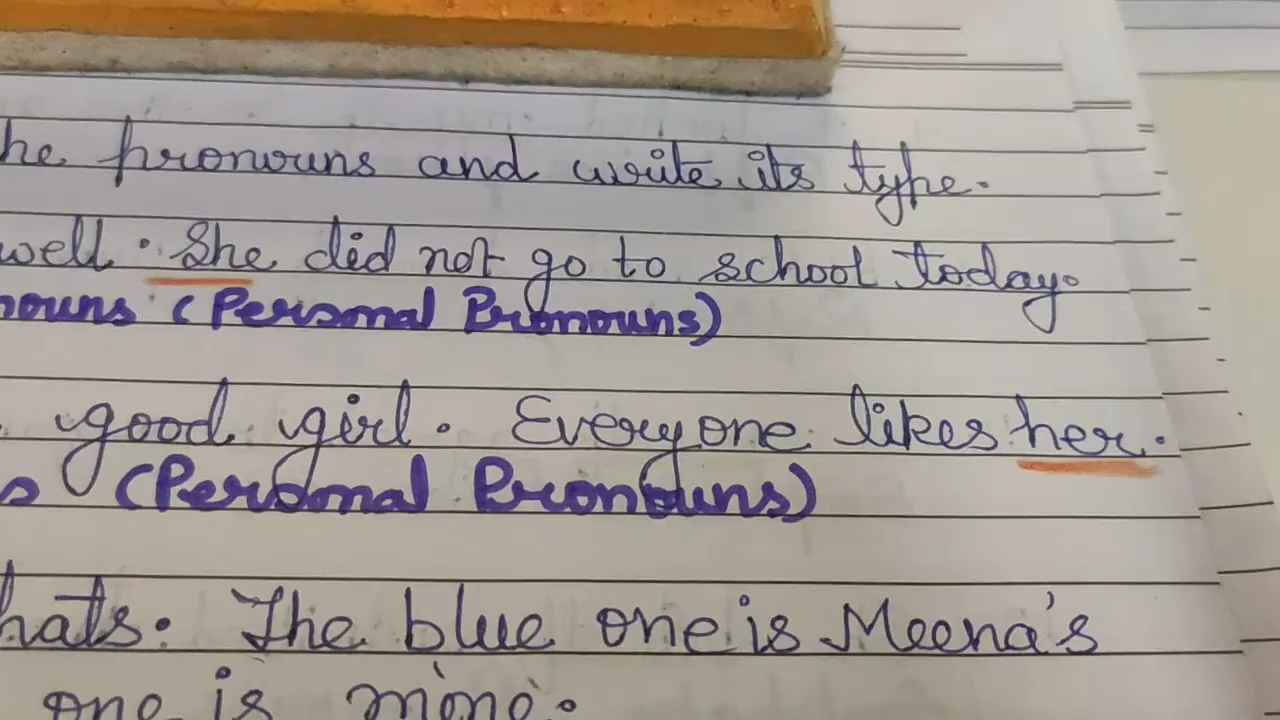 he pronouns and write its type.
well. She did not go to school today.
nouns (Personal Pronouns)
good girl. Everyone likes her.
s (Personal Pronouns)
hats. The blue one is Meena's
one is mine.